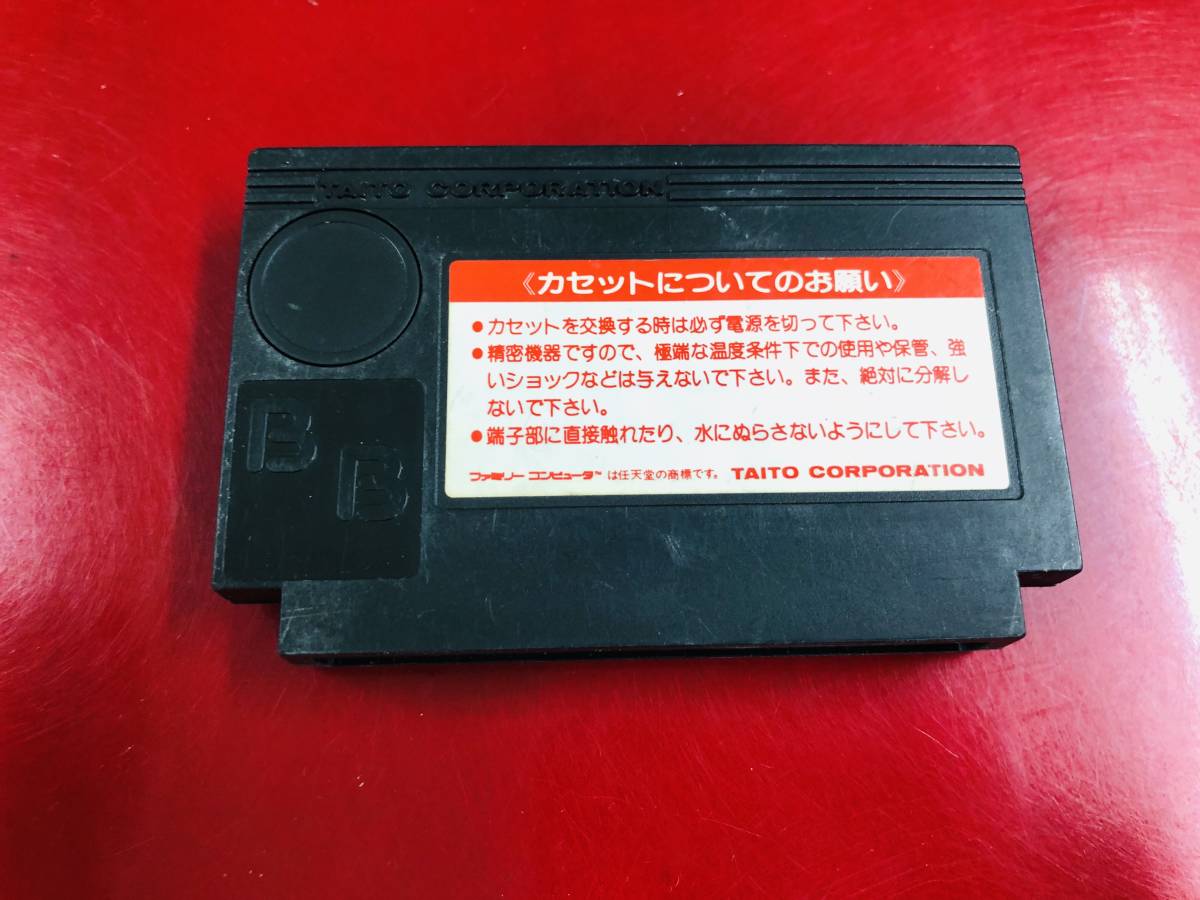 TAITO CORPORATION
《カセットについてのお願い》
●カセットを交換する時は必ず電源を切って下さい。
●精密機器ですので、極端な温度条件下での使用や保管、強
いショックなどは与えないで下さい。また、絶対に分解し
ないで下さい。
●端子部に直接触れたり、水にぬらさないようにして下さい。
ファミリー コンピュータ™ は任天堂の商標です。 TAITO CORPORATION
B
B